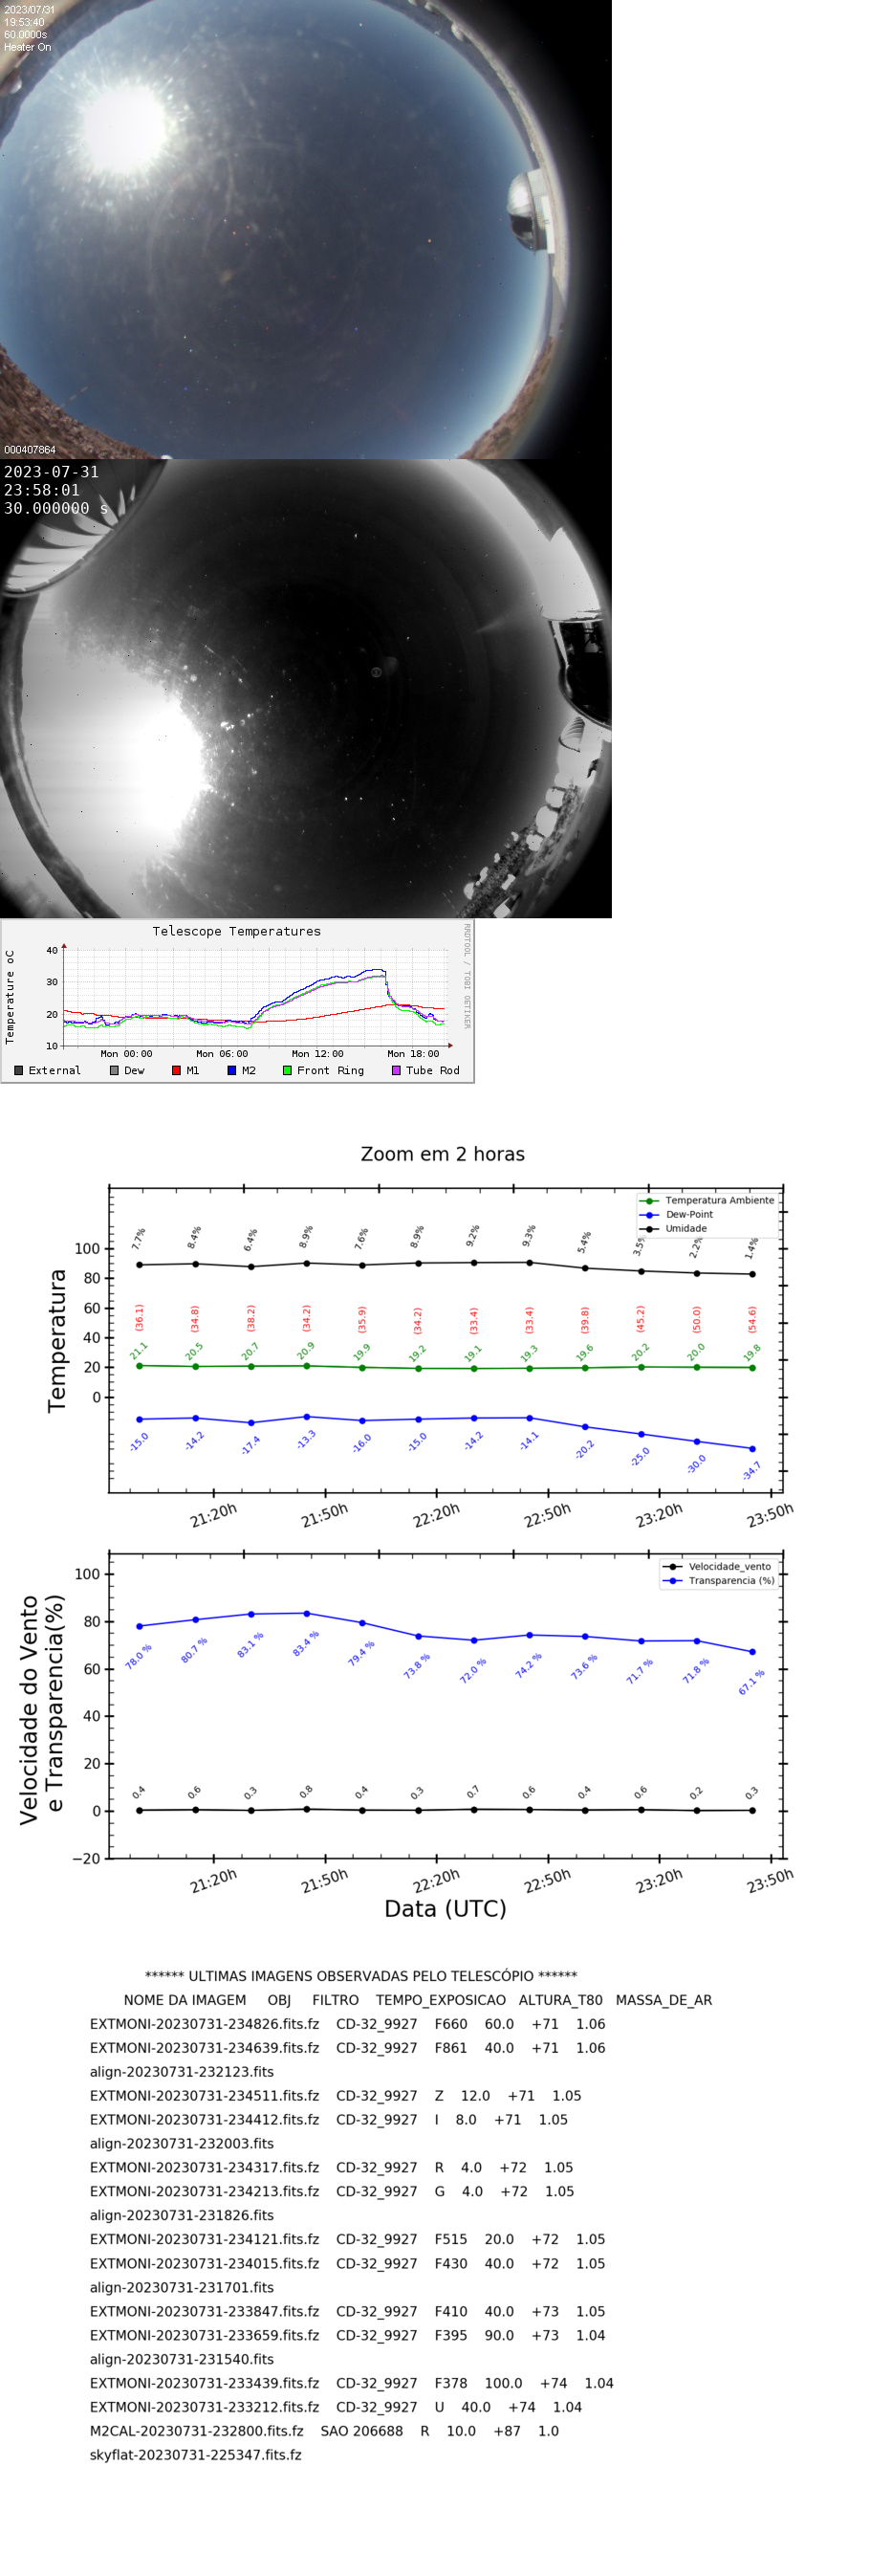 2023/07/31
19:53:40
60.0000s
Heater On
000407864
2023-07-31
23:58:01
30.000000 s
Telescope Temperatures
RRDTOOL / TOBI OETIKER
Temperature oC
40
30
20
10
Mon 00:00 Mon 06:00 Mon 12:00 Mon 18:00
External Dew M1 M2 Front Ring Tube Rod
Zoom em 2 horas
Temperatura Ambiente
Dew-Point
Umidade
Temperatura
100
80
60
40
20
0
7.7% 8.4% 6.4% 8.9% 7.6% 8.9% 9.2% 9.3% 5.4% 3.5% 2.2% 1.4%
(36.1) (34.8) (38.2) (34.2) (35.9) (34.2) (33.4) (33.4) (39.8) (45.2) (50.0) (54.6)
21.1 20.5 20.7 20.9 19.9 19.2 19.1 19.3 19.6 20.2 20.0 19.8
-15.0 -14.2 -17.4 -13.3 -16.0 -15.0 -14.2 -14.1 -20.2 -25.0 -30.0 -34.7
21:20h 21:50h 22:20h 22:50h 23:20h 23:50h
Velocidade_vento
Transparencia (%)
Velocidade do Vento
e Transparencia(%)
100
80
60
40
20
0
−20
78.0 % 80.7 % 83.1 % 83.4 % 79.4 % 73.8 % 72.0 % 74.2 % 73.6 % 71.7 % 71.8 % 67.1 %
0.4 0.6 0.3 0.8 0.4 0.3 0.7 0.6 0.4 0.6 0.2 0.3
21:20h 21:50h 22:20h 22:50h 23:20h 23:50h
Data (UTC)
****** ULTIMAS IMAGENS OBSERVADAS PELO TELESCÓPIO ******
NOME DA IMAGEM OBJ FILTRO TEMPO_EXPOSICAO ALTURA_T80 MASSA_DE_AR
EXTMONI-20230731-234826.fits.fz CD-32_9927 F660 60.0 +71 1.06
EXTMONI-20230731-234639.fits.fz CD-32_9927 F861 40.0 +71 1.06
align-20230731-232123.fits
EXTMONI-20230731-234511.fits.fz CD-32_9927 Z 12.0 +71 1.05
EXTMONI-20230731-234412.fits.fz CD-32_9927 I 8.0 +71 1.05
align-20230731-232003.fits
EXTMONI-20230731-234317.fits.fz CD-32_9927 R 4.0 +72 1.05
EXTMONI-20230731-234213.fits.fz CD-32_9927 G 4.0 +72 1.05
align-20230731-231826.fits
EXTMONI-20230731-234121.fits.fz CD-32_9927 F515 20.0 +72 1.05
EXTMONI-20230731-234015.fits.fz CD-32_9927 F430 40.0 +72 1.05
align-20230731-231701.fits
EXTMONI-20230731-233847.fits.fz CD-32_9927 F410 40.0 +73 1.05
EXTMONI-20230731-233659.fits.fz CD-32_9927 F395 90.0 +73 1.04
align-20230731-231540.fits
EXTMONI-20230731-233439.fits.fz CD-32_9927 F378 100.0 +74 1.04
EXTMONI-20230731-233212.fits.fz CD-32_9927 U 40.0 +74 1.04
M2CAL-20230731-232800.fits.fz SAO 206688 R 10.0 +87 1.0
skyflat-20230731-225347.fits.fz